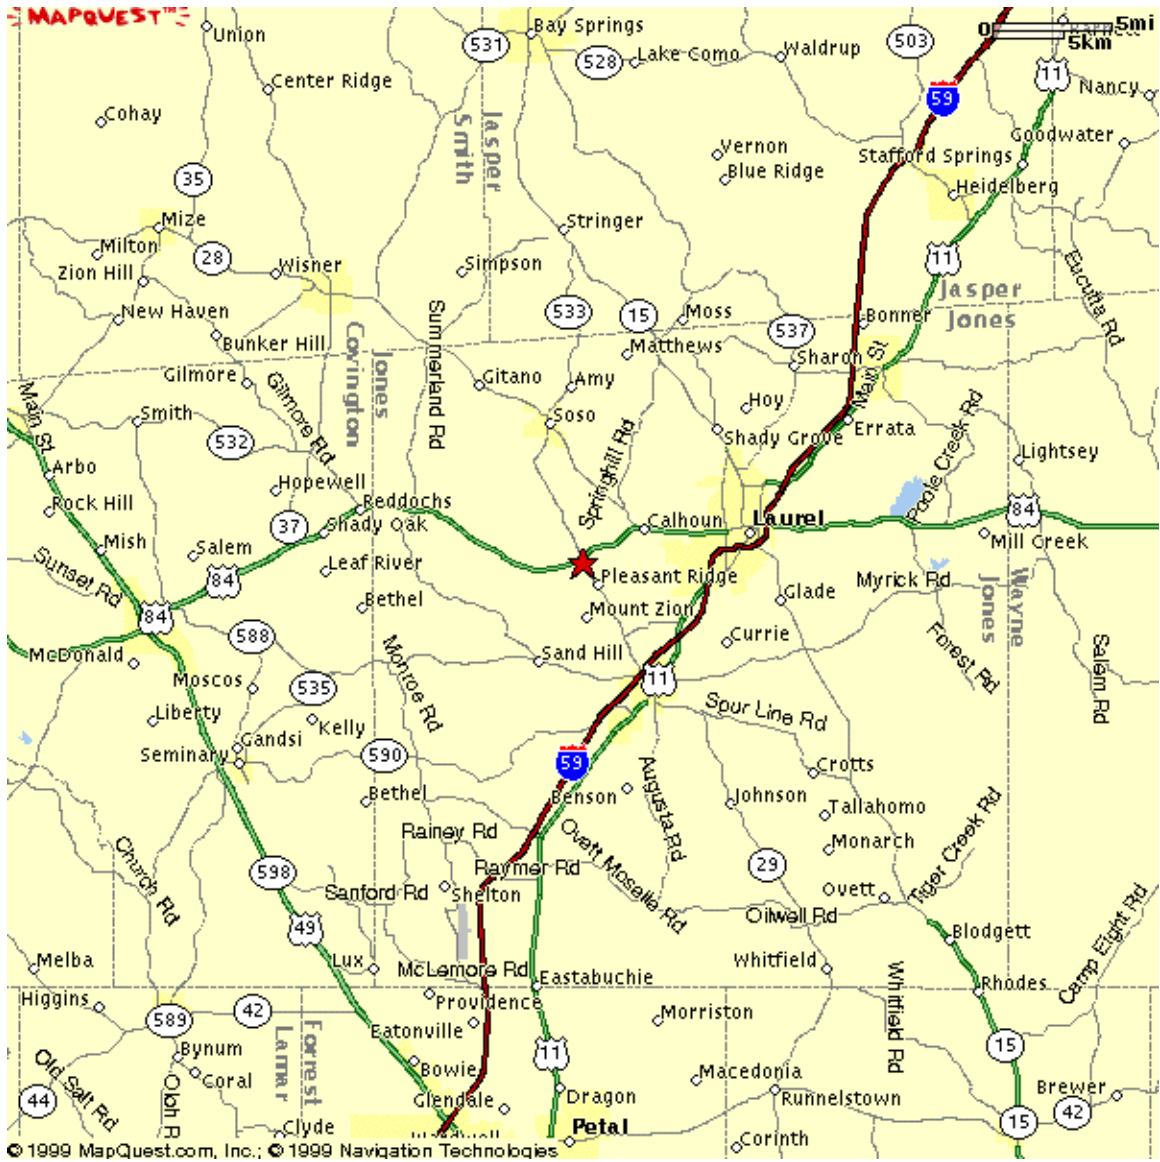 MAPQUEST™
Union
Bay Springs
531
528
Lake Como
Waldrup
503
0
5mi
5km
11
59
Nancy
Center Ridge
Cohay
Jasper
Smith
Vernon
Blue Ridge
Goodwater
Stafford Springs
Heidelberg
35
Mize
Milton
28
Zion Hill
Wisner
Stringer
Simpson
11
Eucutta Rd
Jasper
Jones
New Haven
Bunker Hill
Summerland Rd
533
15
Moss
537
Bonner
Matthews
Sharon
Main St
Covington
Jones
Gilmore
Gilmore Rd
Gitano
Amy
Main St
Smith
532
Soso
Hoy
Shady Grove
Errata
Springhill Rd
Poole Creek Rd
Lightsey
Arbo
Rock Hill
Hopewell
Reddochs
37
Shady Oak
Calhoun
Laurel
84
Mill Creek
Mish
Salem
Sunset Rd
84
Leaf River
Pleasant Ridge
Bethel
Mount Zion
Glade
Myrick Rd
Jones
Wayne
84
588
McDonald
Monroe Rd
Sand Hill
Currie
Forest Rd
Salem Rd
Moscos
535
11
Liberty
Kelly
Spur Line Rd
Gandsi
Seminary
590
59
Crotts
Bethel
Benson
Augusta Rd
Johnson
Tallahomo
Rainey Rd
Ovett Moselle Rd
Monarch
Tiger Creek Rd
Church Rd
598
Raymer Rd
29
Sanford Rd
Shelton
Ovett
Oilwell Rd
49
Blodgett
Camp Eight Rd
Melba
Lux
McLemore Rd
Eastabuchie
Whitfield
Whitfield Rd
Rhodes
Higgins
Providence
589
42
Forrest
Lamar
Eatonville
Morriston
15
Old Salt Rd
Bynum
Coral
Bowie
11
Macedonia
Brewer
44
Glendale
Dragon
Runnelstown
15
42
Clyde
Petal
Corinth
© 1999 MapQuest.com, Inc.; © 1999 Navigation Technologies